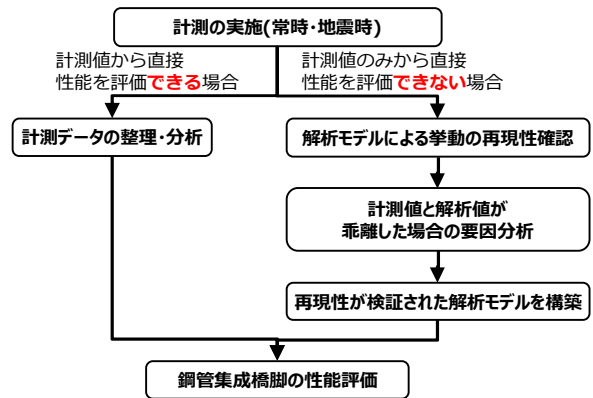 計測の実施(常時・地震時)
計測値から直接
性能を評価できる場合
計測値のみから直接
性能を評価できない場合
計測データの整理・分析
解析モデルによる挙動の再現性確認
計測値と解析値が
乖離した場合の要因分析
再現性が検証された解析モデルを構築
鋼管集成橋脚の性能評価